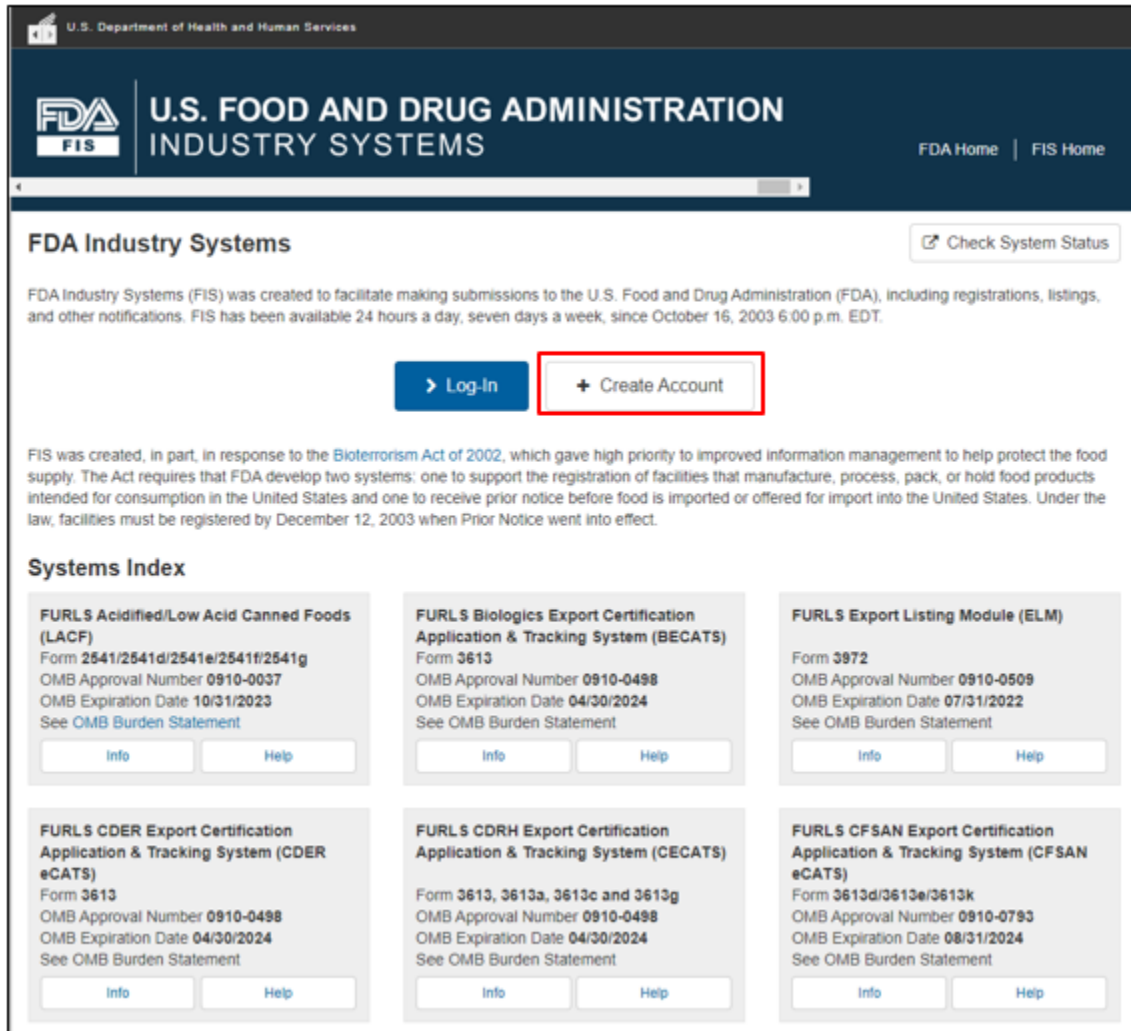 U.S. Department of Health and Human Services
FDA
FIS
U.S. FOOD AND DRUG ADMINISTRATION
INDUSTRY SYSTEMS
FDA Home | FIS Home
FDA Industry Systems
Check System Status
FDA Industry Systems (FIS) was created to facilitate making submissions to the U.S. Food and Drug Administration (FDA), including registrations, listings,
and other notifications. FIS has been available 24 hours a day, seven days a week, since October 16, 2003 6:00 p.m. EDT.
Log-In
Create Account
FIS was created, in part, in response to the Bioterrorism Act of 2002, which gave high priority to improved information management to help protect the food
supply. The Act requires that FDA develop two systems: one to support the registration of facilities that manufacture, process, pack, or hold food products
intended for consumption in the United States and one to receive prior notice before food is imported or offered for import into the United States. Under the
law, facilities must be registered by December 12, 2003 when Prior Notice went into effect.
Systems Index
FURLS Acidified/Low Acid Canned Foods
(LACF)
Form 2541/2541d/2541e/2541f/2541g
OMB Approval Number 0910-0037
OMB Expiration Date 10/31/2023
See OMB Burden Statement
Info Help
FURLS Biologics Export Certification
Application & Tracking System (BECATS)
Form 3613
OMB Approval Number 0910-0498
OMB Expiration Date 04/30/2024
See OMB Burden Statement
Info Help
FURLS Export Listing Module (ELM)
Form 3972
OMB Approval Number 0910-0509
OMB Expiration Date 07/31/2022
See OMB Burden Statement
Info Help
FURLS CDER Export Certification
Application & Tracking System (CDER
eCATS)
Form 3613
OMB Approval Number 0910-0498
OMB Expiration Date 04/30/2024
See OMB Burden Statement
Info Help
FURLS CDRH Export Certification
Application & Tracking System (CECATS)
Form 3613, 3613a, 3613c and 3613g
OMB Approval Number 0910-0498
OMB Expiration Date 04/30/2024
See OMB Burden Statement
Info Help
FURLS CFSAN Export Certification
Application & Tracking System (CFSAN
eCATS)
Form 3613d/3613e/3613k
OMB Approval Number 0910-0793
OMB Expiration Date 08/31/2024
See OMB Burden Statement
Info Help